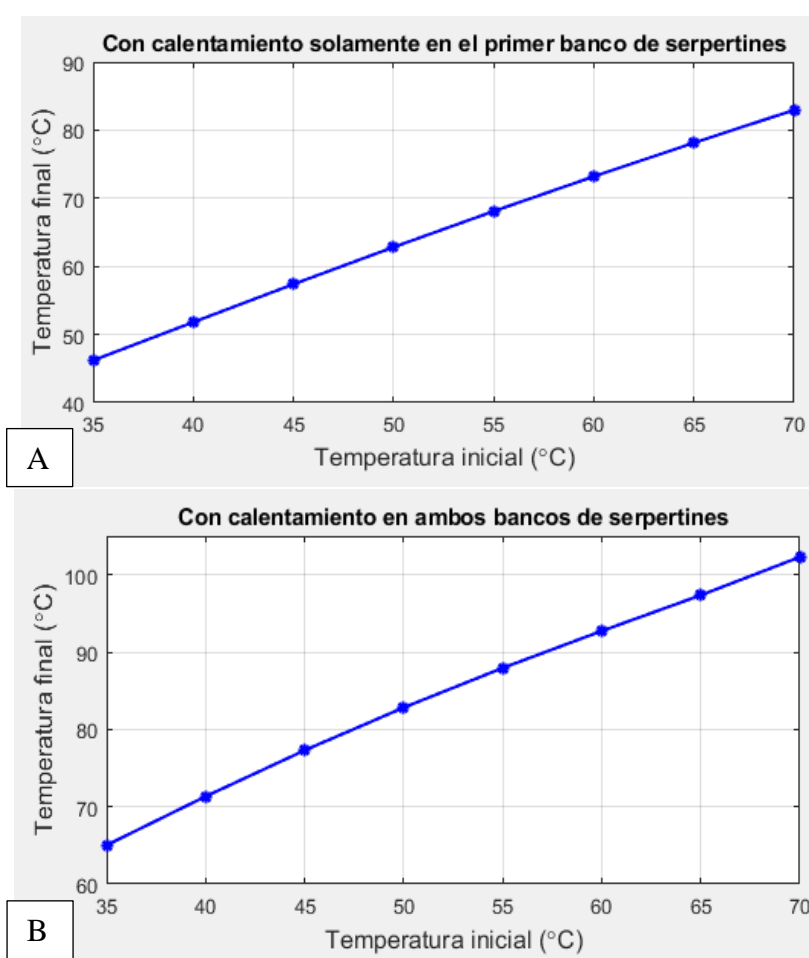 Con calentamiento solamente en el primer banco de serpertines
90
80
70
60
50
40
Temperatura final (°C)
35 40 45 50 55 60 65 70
Temperatura inicial (°C)
A
Con calentamiento en ambos bancos de serpertines
100
90
80
70
60
Temperatura final (°C)
35 40 45 50 55 60 65 70
Temperatura inicial (°C)
B